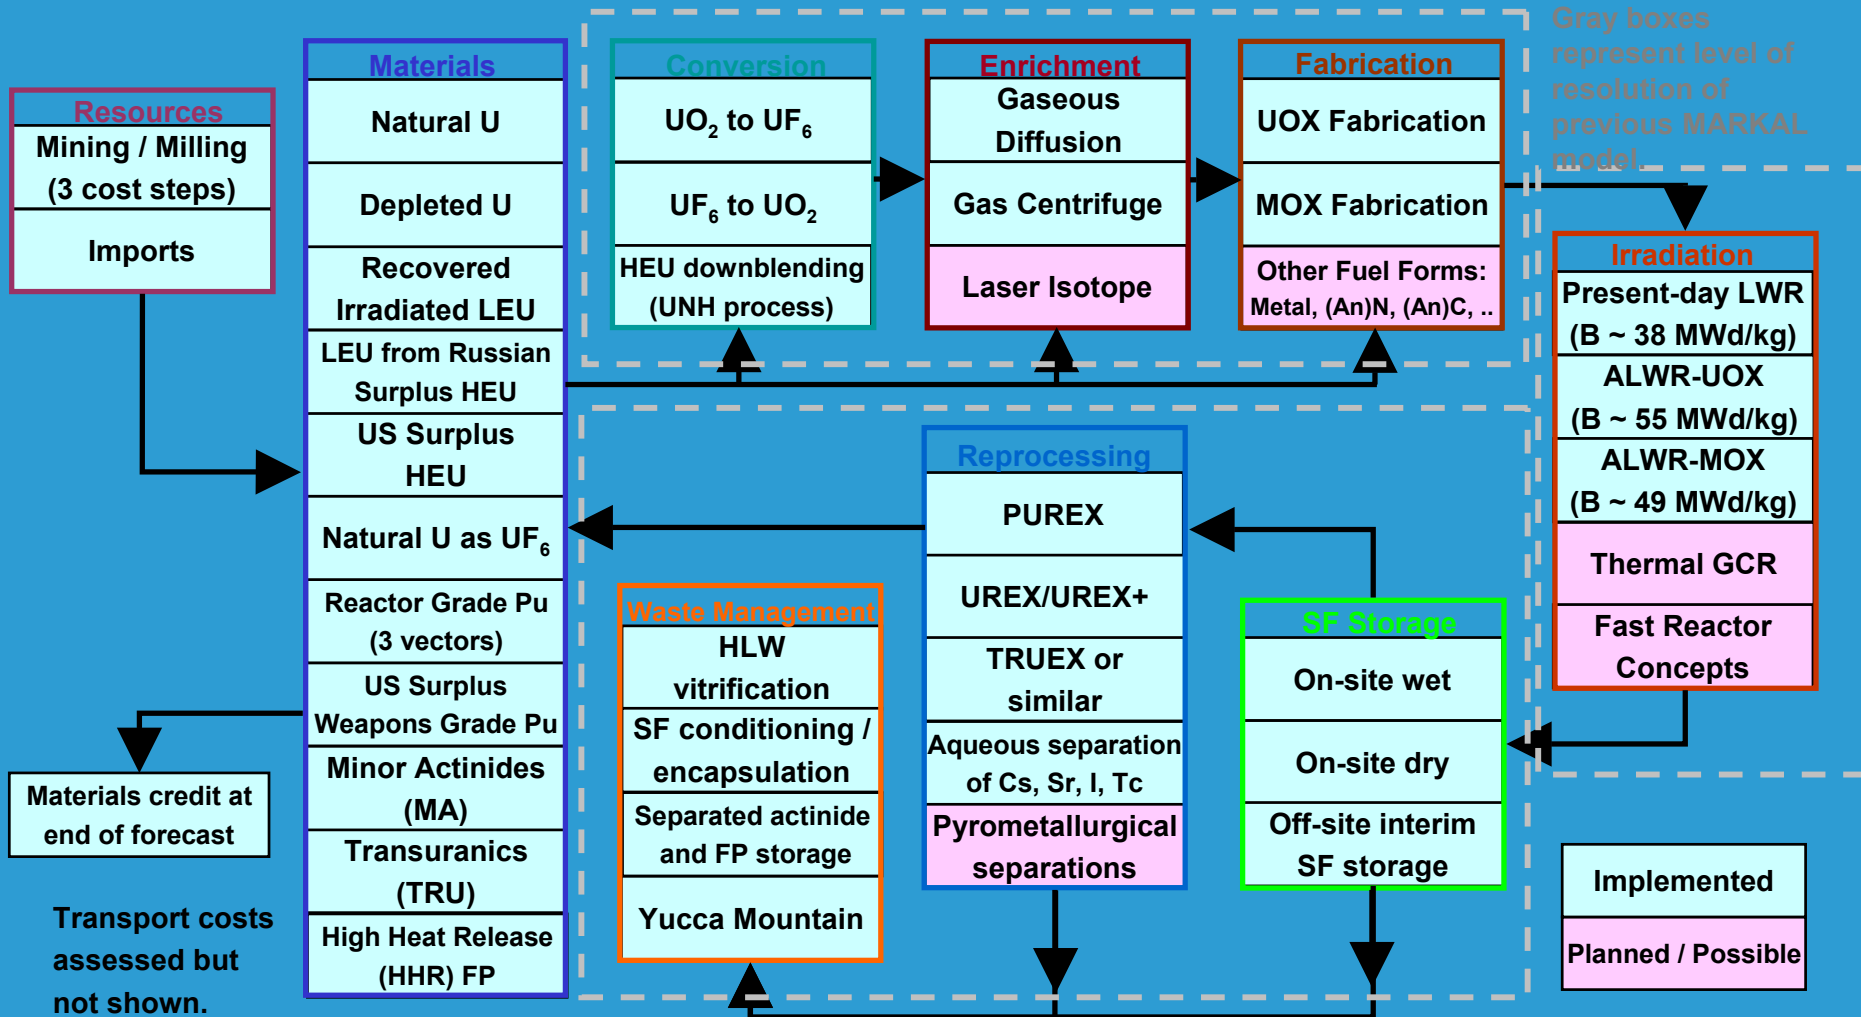 Resources
Mining / Milling
(3 cost steps)
Imports
Materials
Natural U
Depleted U
Recovered
Irradiated LEU
LEU from Russian
Surplus HEU
US Surplus
HEU
Natural U as UF₆
Reactor Grade Pu
(3 vectors)
US Surplus
Weapons Grade Pu
Minor Actinides
(MA)
Transuranics
(TRU)
High Heat Release
(HHR) FP
Materials credit at
end of forecast
Transport costs
assessed but
not shown.
Conversion
UO₂ to UF₆
UF₆ to UO₂
HEU downblending
(UNH process)
Enrichment
Gaseous
Diffusion
Gas Centrifuge
Laser Isotope
Fabrication
UOX Fabrication
MOX Fabrication
Other Fuel Forms:
Metal, (An)N, (An)C, ..
Gray boxes
represent level of
resolution of
previous MARKAL
model.
Irradiation
Present-day LWR
(B ~ 38 MWd/kg)
ALWR-UOX
(B ~ 55 MWd/kg)
ALWR-MOX
(B ~ 49 MWd/kg)
Thermal GCR
Fast Reactor
Concepts
Waste Management
HLW
vitrification
SF conditioning /
encapsulation
Separated actinide
and FP storage
Yucca Mountain
Reprocessing
PUREX
UREX/UREX+
TRUEX or
similar
Aqueous separation
of Cs, Sr, I, Tc
Pyrometallurgical
separations
SF Storage
On-site wet
On-site dry
Off-site interim
SF storage
Implemented
Planned / Possible